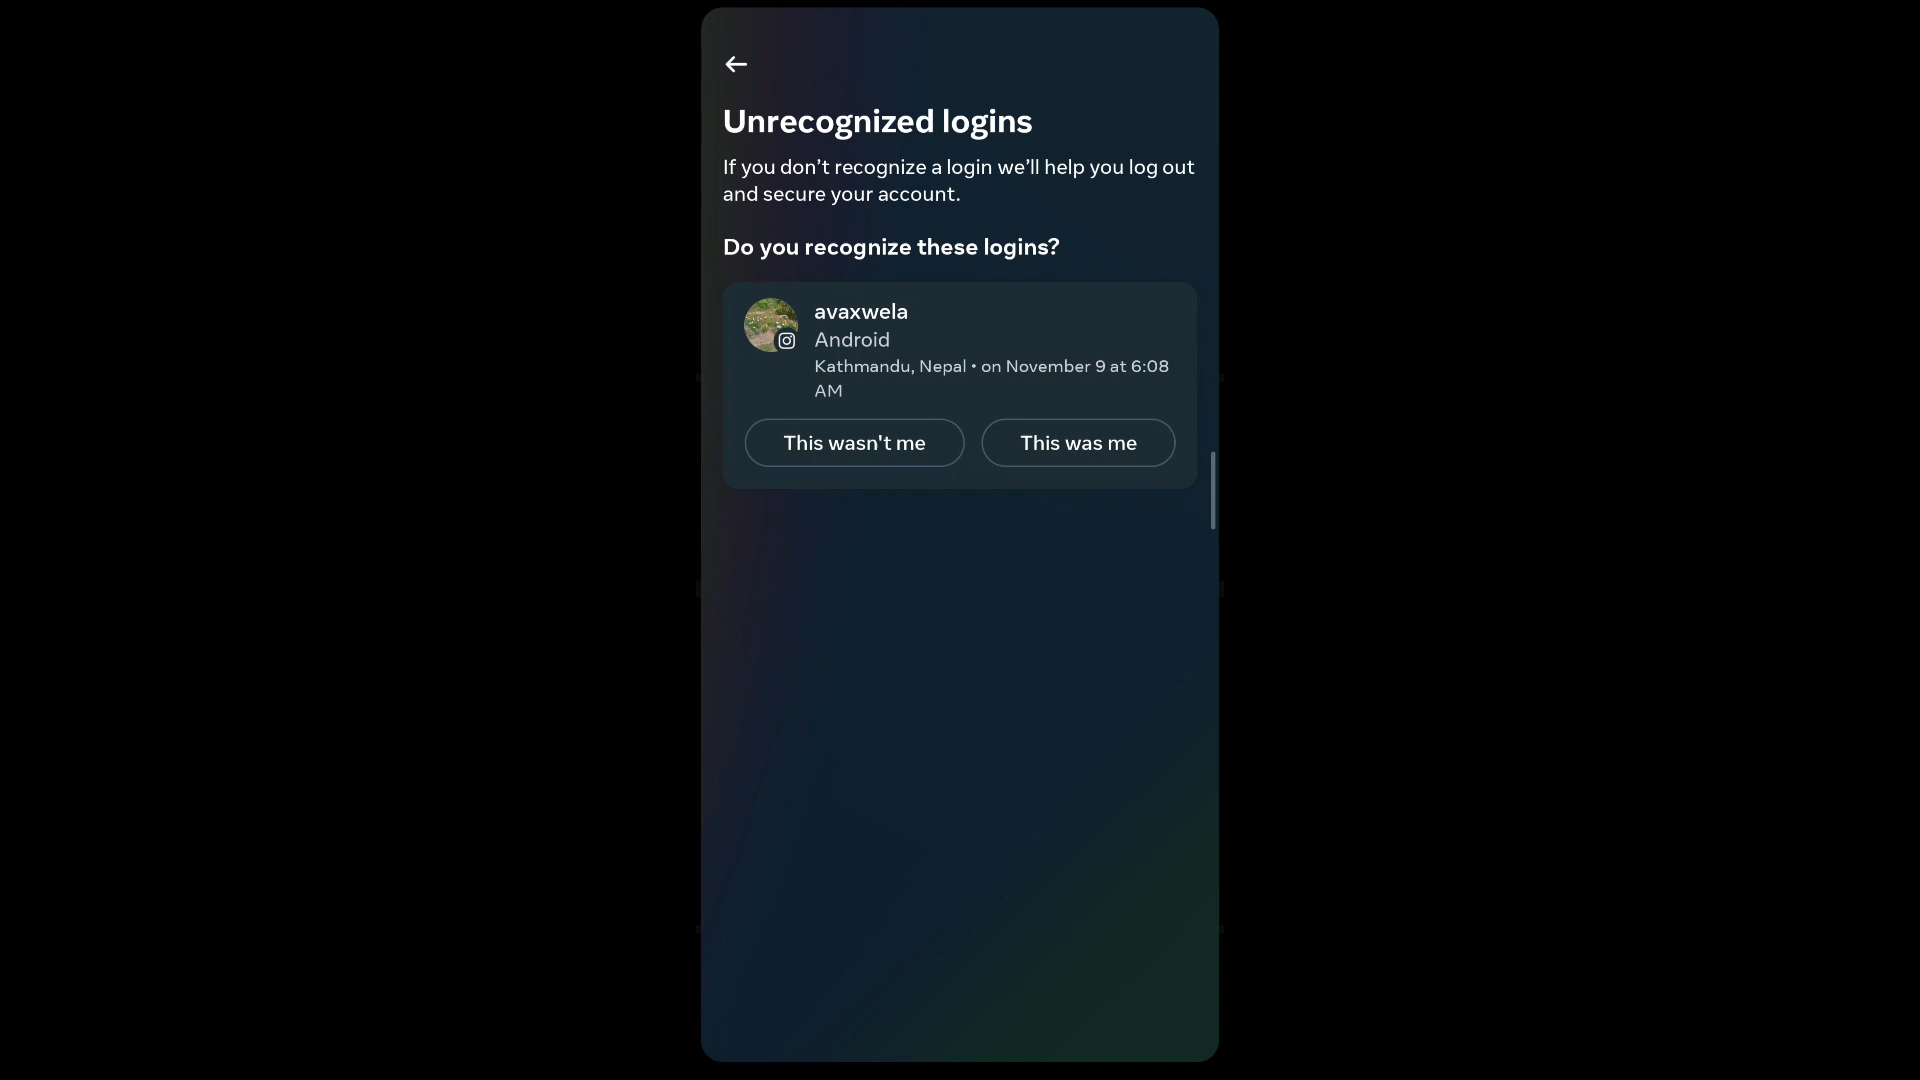 Unrecognized logins
If you don’t recognize a login we’ll help you log out
and secure your account.
Do you recognize these logins?
avaxwela
Android
Kathmandu, Nepal • on November 9 at 6:08
AM
This wasn't me
This was me